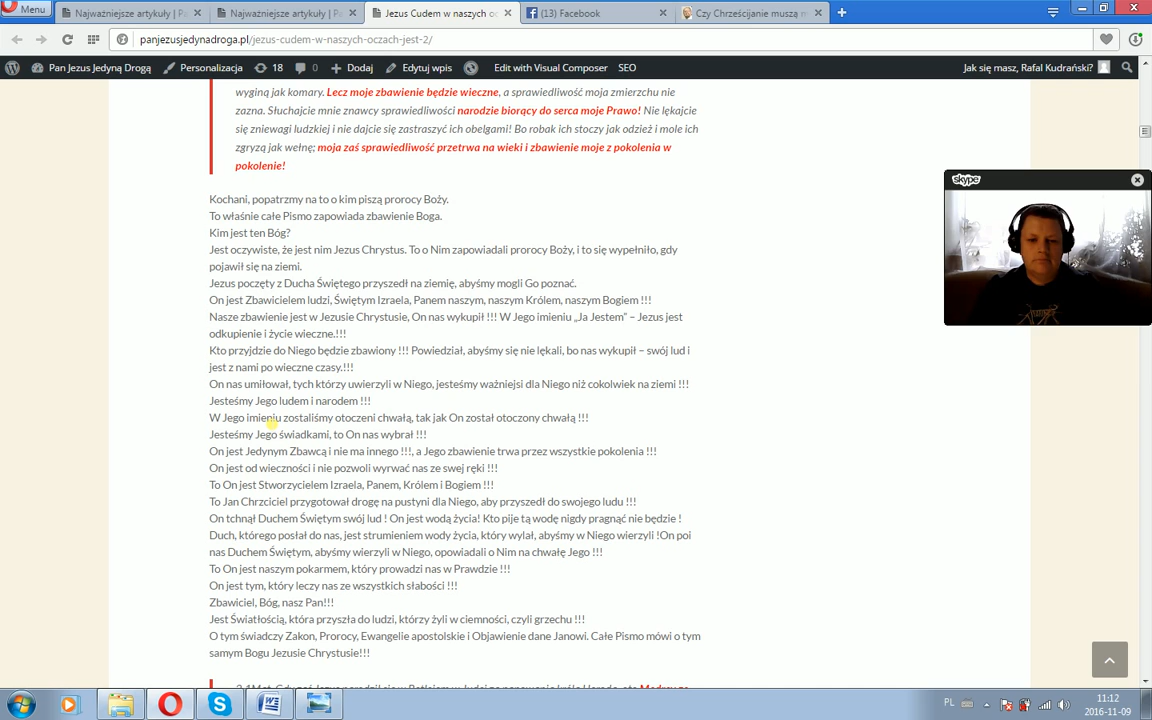 Menu
Najważniejsze artykuły | Pa
Najważniejsze artykuły | Pa
Jezus Cudem w naszych oc
(13) Facebook
Czy Chrześcijanie muszą m
panjezusjedynadroga.pl/jezus-cudem-w-naszych-oczach-jest-2/
Pan Jezus Jedyną Drogą
Personalizacja
18
0
Dodaj
Edytuj wpis
Edit with Visual Composer
SEO
Jak się masz, Rafal Kudrański?
wyginą jak komary. Lecz moje zbawienie będzie wieczne, a sprawiedliwość moja zmierzchu nie
zazna. Słuchajcie mnie znawcy sprawiedliwości narodzie biorący do serca moje Prawo! Nie lękajcie
się zniewagi ludzkiej i nie dajcie się zastraszyć ich obelgami! Bo robak ich stoczy jak odzież i mole ich
zgryzą jak wełnę; moja zaś sprawiedliwość przetrwa na wieki i zbawienie moje z pokolenia w
pokolenie!
Kochani, popatrzmy na to o kim piszą prorocy Boży.
To właśnie całe Pismo zapowiada zbawienie Boga.
Kim jest ten Bóg?
Jest oczywiste, że jest nim Jezus Chrystus. To o Nim zapowiadali prorocy Boży, i to się wypełniło, gdy
pojawił się na ziemi.
Jezus poczęty z Ducha Świętego przyszedł na ziemię, abyśmy mogli Go poznać.
On jest Zbawicielem ludzi, Świętym Izraela, Panem naszym, naszym Królem, naszym Bogiem !!!
Nasze zbawienie jest w Jezusie Chrystusie, On nas wykupił !!! W Jego imieniu „Ja Jestem" – Jezus jest
odkupienie i życie wieczne.!!!
Kto przyjdzie do Niego będzie zbawiony !!! Powiedział, abyśmy się nie lękali, bo nas wykupił – swój lud i
jest z nami po wieczne czasy.!!!
On nas umiłował, tych którzy uwierzyli w Niego, jesteśmy ważniejsi dla Niego niż cokolwiek na ziemi !!!
Jesteśmy Jego ludem i narodem !!!
W Jego imieniu zostaliśmy otoczeni chwałą, tak jak On został otoczony chwałą !!!
Jesteśmy Jego świadkami, to On nas wybrał !!!
On jest Jedynym Zbawcą i nie ma innego !!!, a Jego zbawienie trwa przez wszystkie pokolenia !!!
On jest od wieczności i nie pozwoli wyrwać nas ze swej ręki !!!
To On jest Stworzycielem Izraela, Panem, Królem i Bogiem !!!
To Jan Chrzciciel przygotował drogę na pustyni dla Niego, aby przyszedł do swojego ludu !!!
On tchnął Duchem Świętym swój lud ! On jest wodą życia! Kto pije tą wodę nigdy pragnąć nie będzie !
Duch, którego posłał do nas, jest strumieniem wody życia, który wylał, abyśmy w Niego wierzyli !On poi
nas Duchem Świętym, abyśmy wierzyli w Niego, opowiadali o Nim na chwałę Jego !!!
To On jest naszym pokarmem, który prowadzi nas w Prawdzie !!!
On jest tym, który leczy nas ze wszystkich słabości !!!
Zbawiciel, Bóg, nasz Pan!!!
Jest Światłością, która przyszła do ludzi, którzy żyli w ciemności, czyli grzechu !!!
O tym świadczy Zakon, Prorocy, Ewangelie apostolskie i Objawienie dane Janowi. Całe Pismo mówi o tym
samym Bogu Jezusie Chrystusie!!!
skype
PL
11:12
2016-11-09